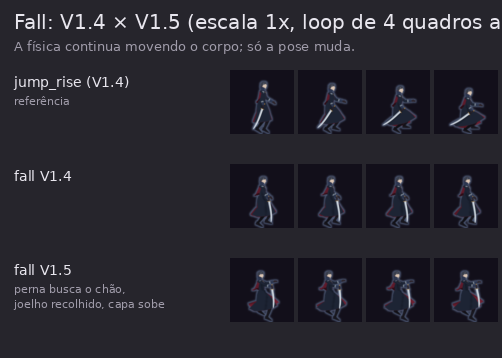 Fall: V1.4 × V1.5 (escala 1x, loop de 4 quadros a
A física continua movendo o corpo; só a pose muda.
jump_rise (V1.4)
referência
fall V1.4
fall V1.5
perna busca o chão,
joelho recolhido, capa sobe